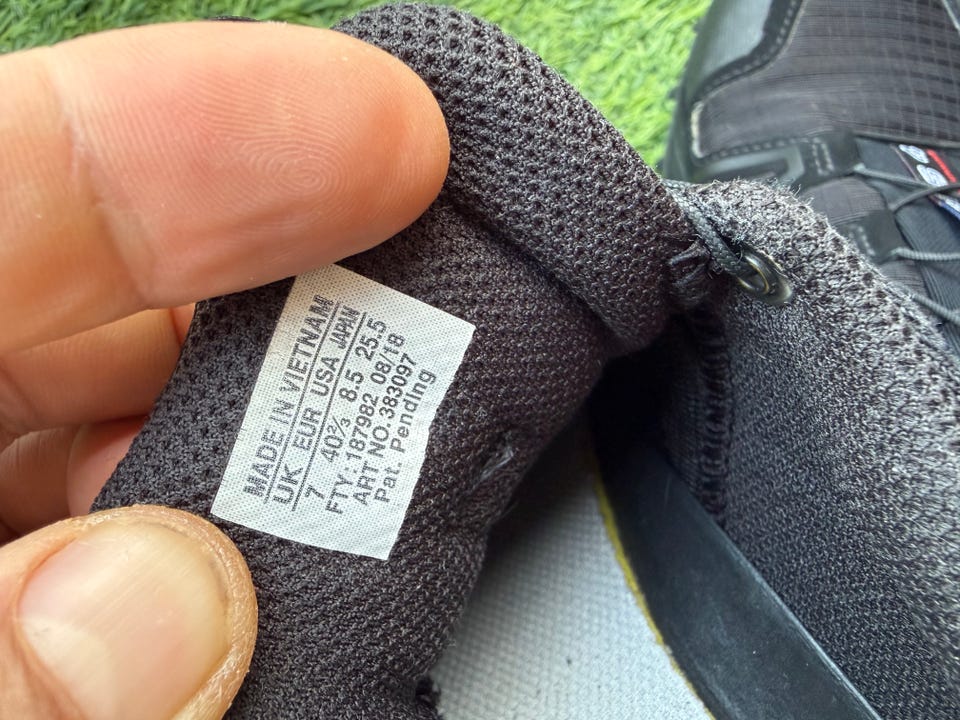 MADE IN VIETNAM
UK EUR USA JAPAN
7 40⅔ 8.5 25.5
FTY:187982 08/18
ART NO.383097
Pat. Pending